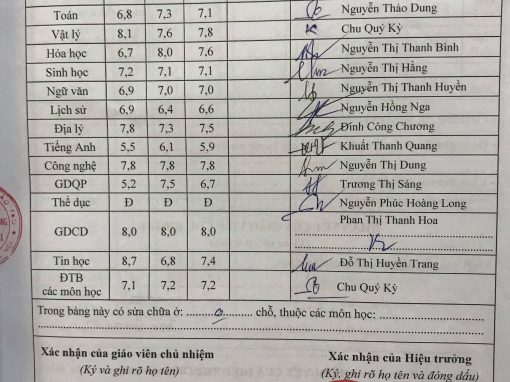 Toán 6,8 7,3 7,1 Nguyễn Thảo Dung
Vật lý 8,1 7,6 7,8 Chu Quý Kỳ
Hóa học 6,7 8,0 7,6 Nguyễn Thị Thanh Bình
Sinh học 7,2 7,1 7,1 Nguyễn Thị Hằng
Ngữ văn 6,9 7,0 7,0 Nguyễn Thị Thanh Huyền
Lịch sử 6,9 6,4 6,6 Nguyễn Hồng Nga
Địa lý 7,8 7,3 7,5 Đinh Công Chương
Tiếng Anh 5,5 6,1 5,9 Khuất Thanh Quang
Công nghệ 7,8 7,8 7,8 Nguyễn Thị Dung
GDQP 5,2 7,5 6,7 Trương Thị Sáng
Thể dục Đ Đ Đ Nguyễn Phúc Hoàng Long
GDCD 8,0 8,0 8,0 Phan Thị Thanh Hoa
Tin học 8,7 6,8 7,4 Đỗ Thị Huyền Trang
ĐTB
các môn học 7,1 7,2 7,2 Chu Quý Kỳ
Trong bảng này có sửa chữa ở: 0 chỗ, thuộc các môn học:
Xác nhận của giáo viên chủ nhiệm
(Ký và ghi rõ họ tên)
Xác nhận của Hiệu trưởng
(Ký, ghi rõ họ tên và đóng dấu)